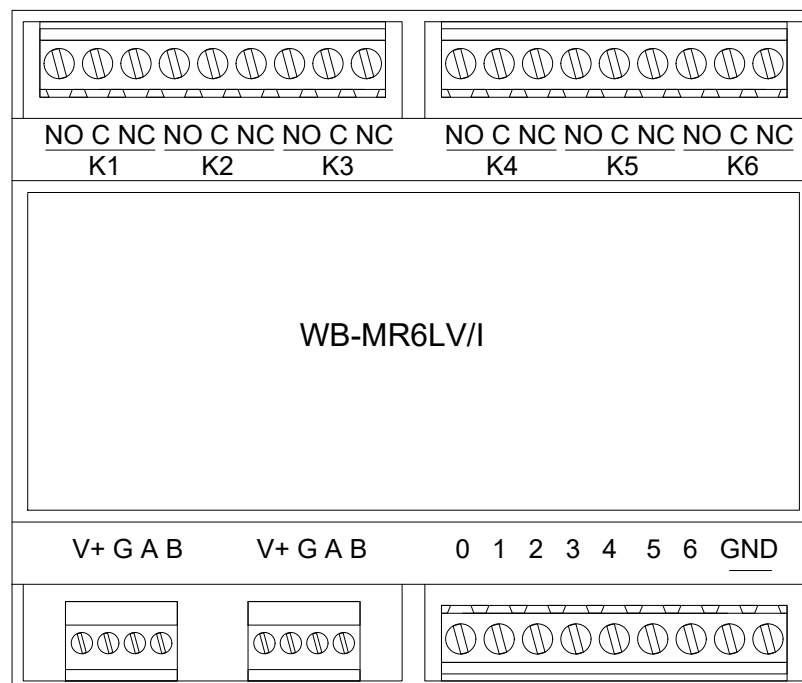 NO C NC NO C NC NO C NC NO C NC NO C NC NO C NC
K1 K2 K3 K4 K5 K6
WB-MR6LV/I
V+ G A B V+ G A B 0 1 2 3 4 5 6 GND